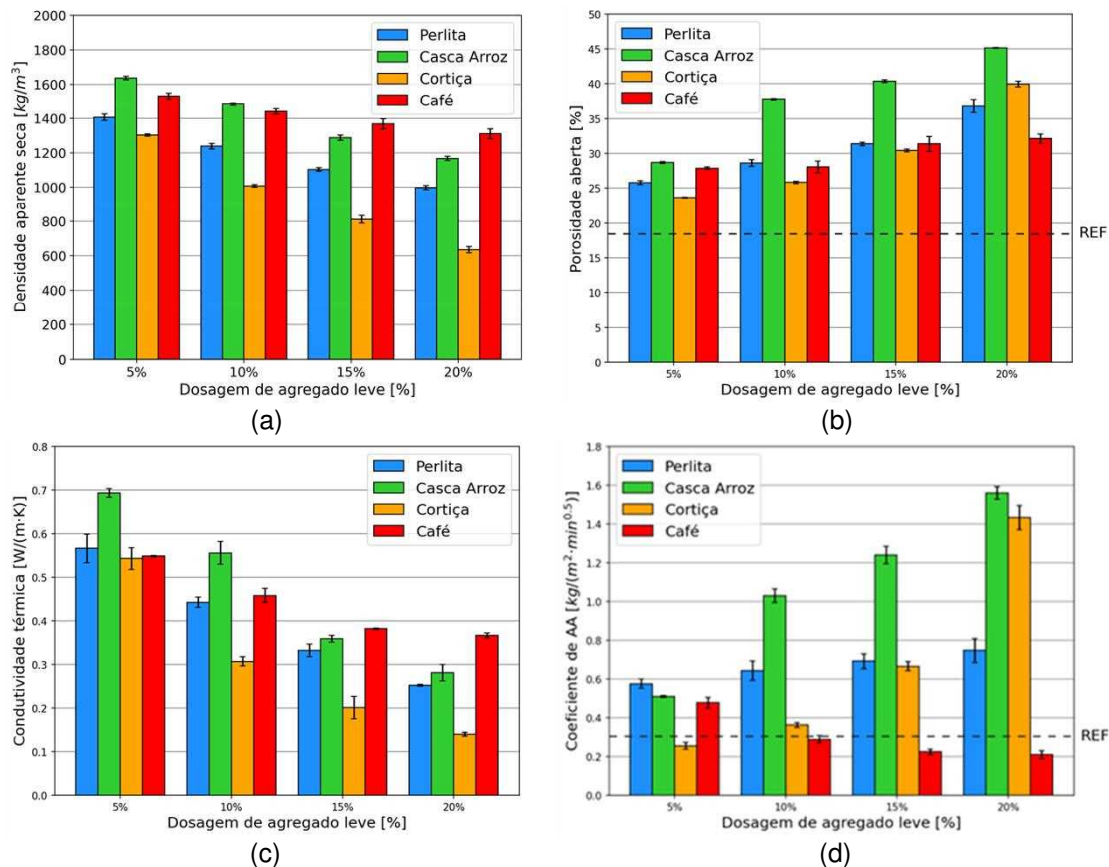 2000
1800
1600
1400
1200
1000
800
600
400
200
0
Densidade aparente seca [kg/m³]
Perlita
Casca Arroz
Cortiça
Café
5%
10%
15%
20%
Dosagem de agregado leve [%]
(a)
50
45
40
35
30
25
20
15
10
5
0
Porosidade aberta [%]
Perlita
Casca Arroz
Cortiça
Café
REF
5%
10%
15%
20%
Dosagem de agregado leve [%]
(b)
0.8
0.7
0.6
0.5
0.4
0.3
0.2
0.1
0.0
Condutividade térmica [W/(m·K)]
Perlita
Casca Arroz
Cortiça
Café
5%
10%
15%
20%
Dosagem de agregado leve [%]
(c)
1.8
1.6
1.4
1.2
1.0
0.8
0.6
0.4
0.2
0.0
Coeficiente de AA [kg/(m²·min⁰·⁵)]
Perlita
Casca Arroz
Cortiça
Café
REF
5%
10%
15%
20%
Dosagem de agregado leve [%]
(d)